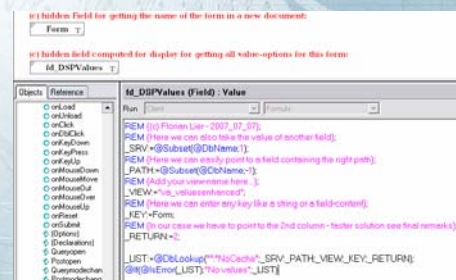 (c) hidden Field for getting the name of the form in a new document:
Form T
(c) hidden field computed for display for getting all value-options for this form:
fd_DSPValues T
Objects Reference
fd_DSPValues (Field) : Value
Run Client Formula
onLoad
onUnload
onClick
onDblClick
onKeyDown
onKeyPress
onKeyUp
onMouseDown
onMouseMove
onMouseOut
onMouseOver
onMouseUp
onReset
onSubmit
(Options)
(Declarations)
Queryopen
Postopen
Querymodechan
Postmodechang
REM {(c) Florian Lier - 2007_07_07};
REM {Here we can also take the value of another field};
_SRV:=@Subset(@DbName;1);
REM {Here we can easily point to a field containing the right path};
_PATH:=@Subset(@DbName;-1);
REM {Add your viewname here...};
_VIEW:="va_valuesenhanced";
REM {Here we can enter any key like a string or a field-content};
_KEY:=Form;
REM {In our case we have to point to the 2nd column - faster solution see final remarks};
_RETURN:=2;
_LIST:=@DbLookup("":"NoCache";_SRV:_PATH;_VIEW;_KEY;_RETURN);
@If(@IsError(_LIST);"No values";_LIST)